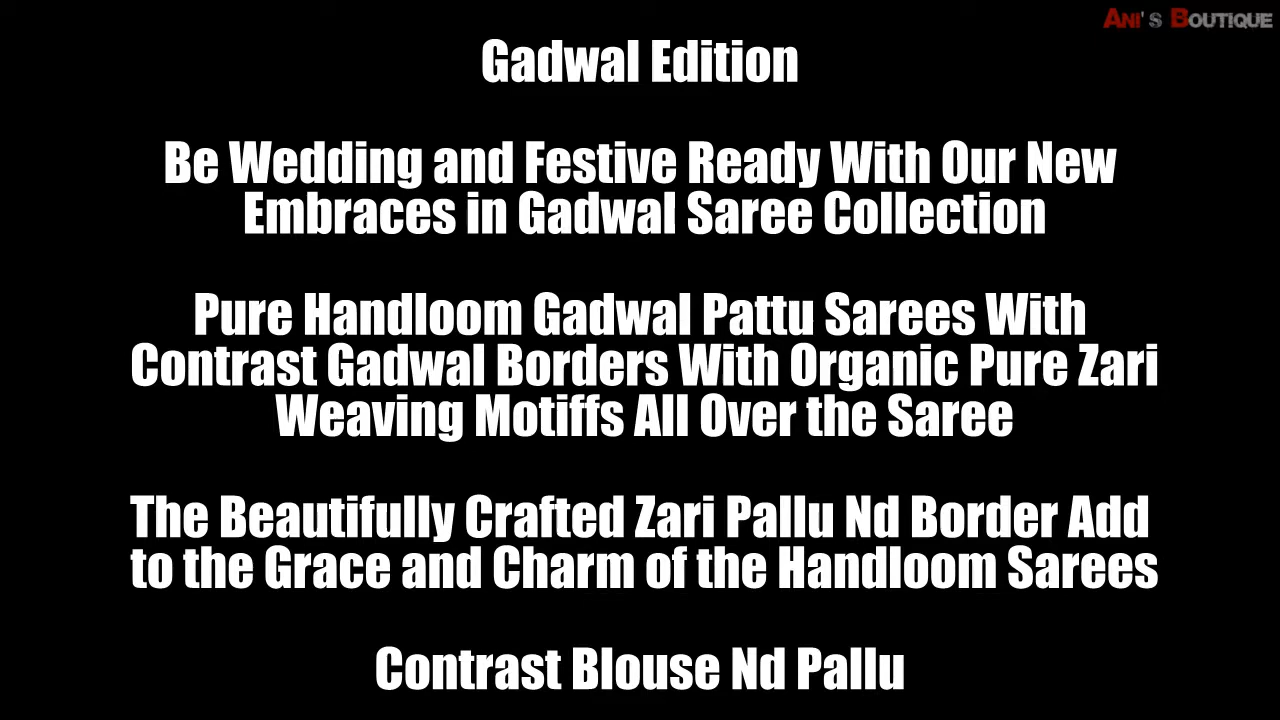 Ani's Boutique
Gadwal Edition
Be Wedding and Festive Ready With Our New
Embraces in Gadwal Saree Collection
Pure Handloom Gadwal Pattu Sarees With
Contrast Gadwal Borders With Organic Pure Zari
Weaving Motiffs All Over the Saree
The Beautifully Crafted Zari Pallu Nd Border Add
to the Grace and Charm of the Handloom Sarees
Contrast Blouse Nd Pallu